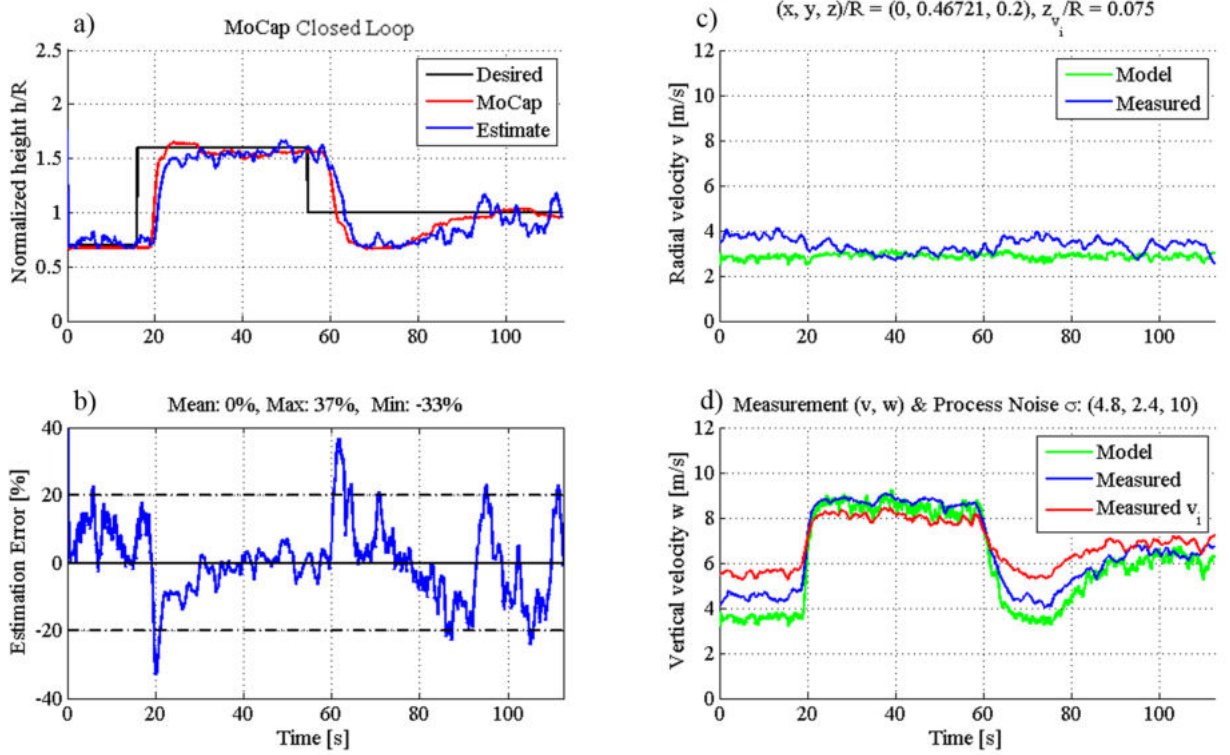 a)
MoCap Closed Loop
Normalized height h/R
2.5
2
1.5
1
0.5
0
Desired
MoCap
Estimate
0 20 40 60 80 100
c)
(x, y, z)/R = (0, 0.46721, 0.2), z_{v_i}/R = 0.075
Radial velocity v [m/s]
12
10
8
6
4
2
0
Model
Measured
0 20 40 60 80 100
b)
Mean: 0%, Max: 37%, Min: -33%
Estimation Error [%]
40
20
0
-20
-40
0 20 40 60 80 100
Time [s]
d)
Measurement (v, w) & Process Noise σ: (4.8, 2.4, 10)
Vertical velocity w [m/s]
12
10
8
6
4
2
0
Model
Measured
Measured v_i
0 20 40 60 80 100
Time [s]